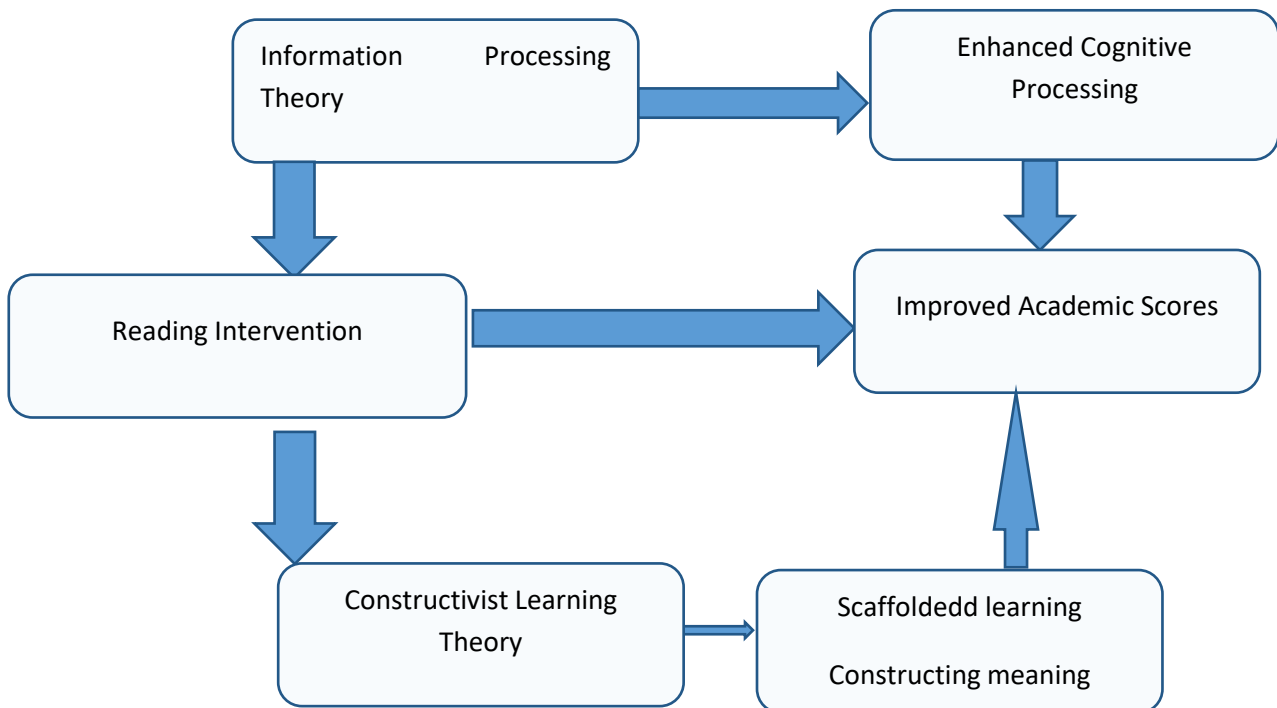 Information Processing
Theory
Enhanced Cognitive
Processing
Reading Intervention
Improved Academic Scores
Constructivist Learning
Theory
Scaffoldedd learning
Constructing meaning